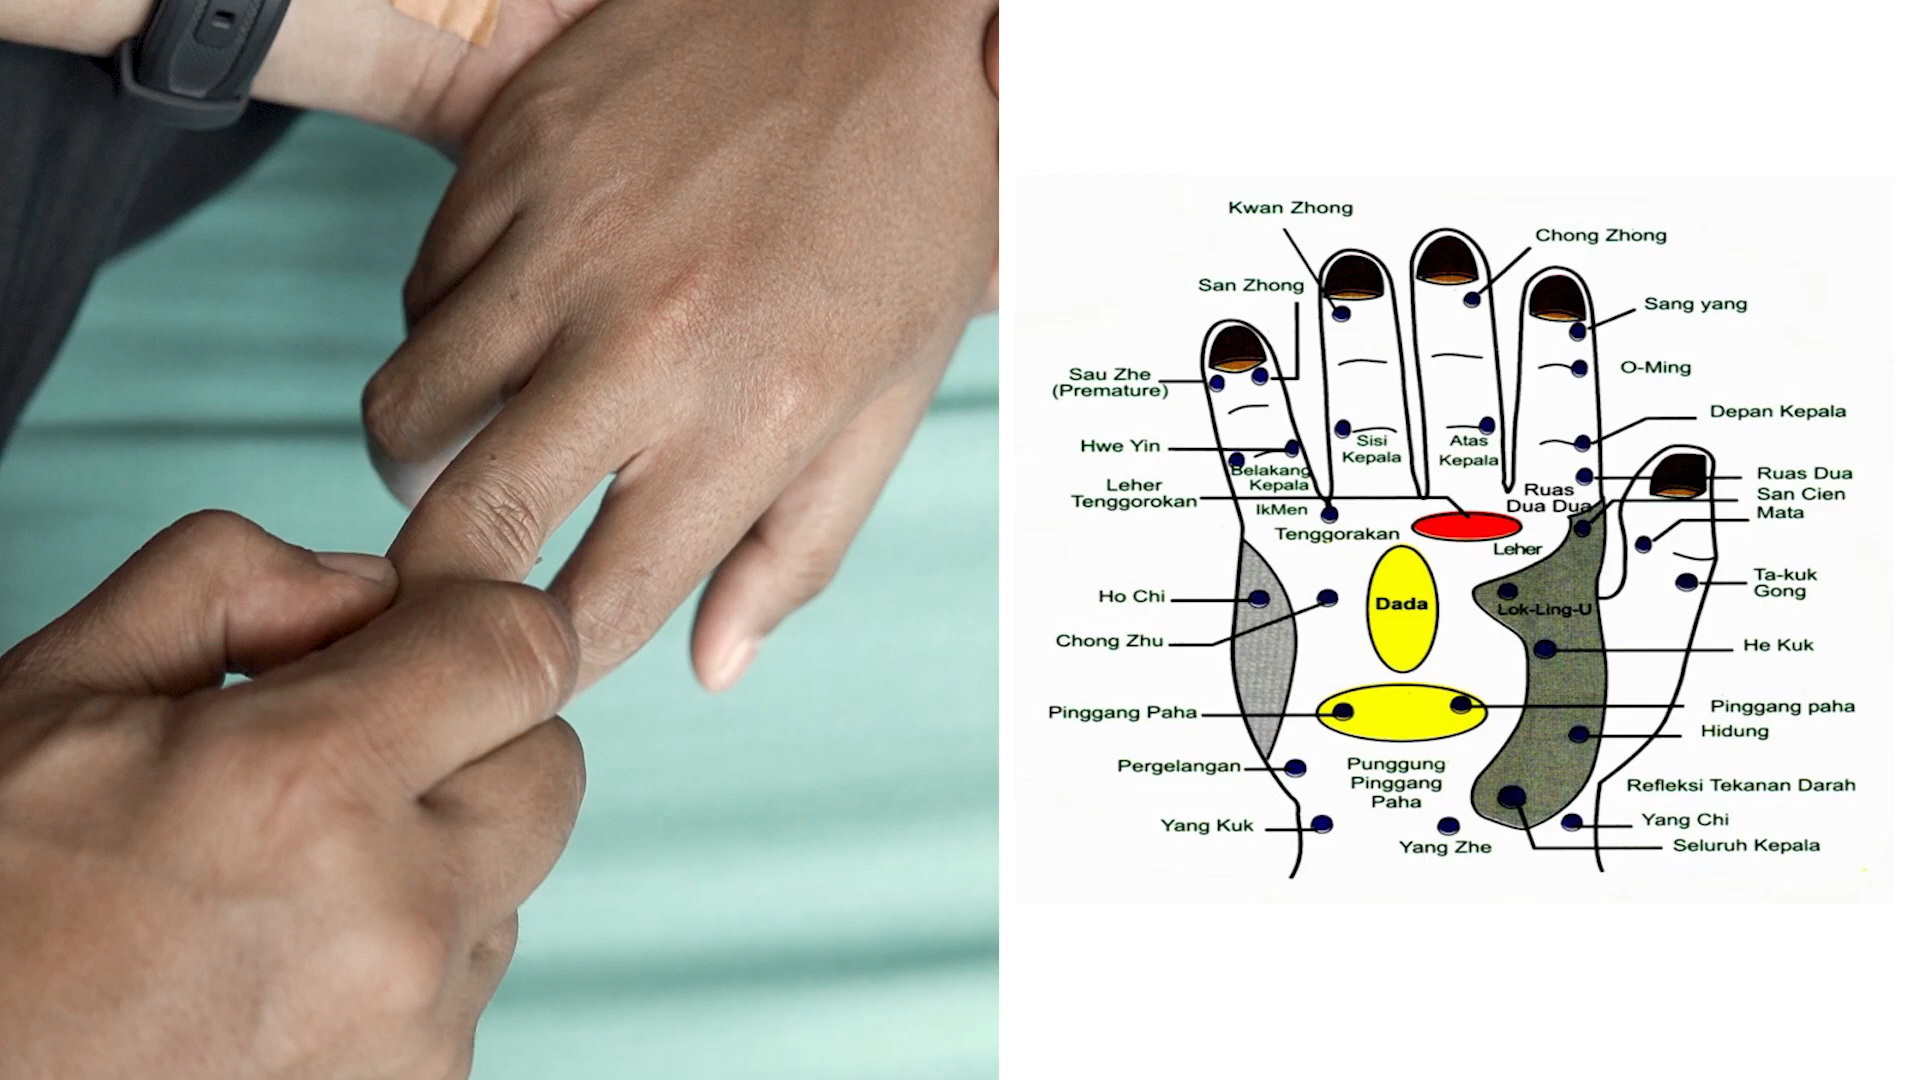 Kwan Zhong
Chong Zhong
San Zhong
Sang yang
Sau Zhe
(Premature)
O-Ming
Depan Kepala
Hwe Yin
Sisi
Kepala
Atas
Kepala
Belakang
Kepala
Leher
Tenggorokan
Ruas Dua
Ruas
Dua Dua
San Cien
Mata
IkMen
Tenggorakan
Leher
Ta-kuk
Gong
Ho Chi
Dada
Lok-Ling-U
Chong Zhu
He Kuk
Pinggang Paha
Pinggang paha
Hidung
Pergelangan
Punggung
Pinggang
Paha
Refleksi Tekanan Darah
Yang Kuk
Yang Chi
Yang Zhe
Seluruh Kepala